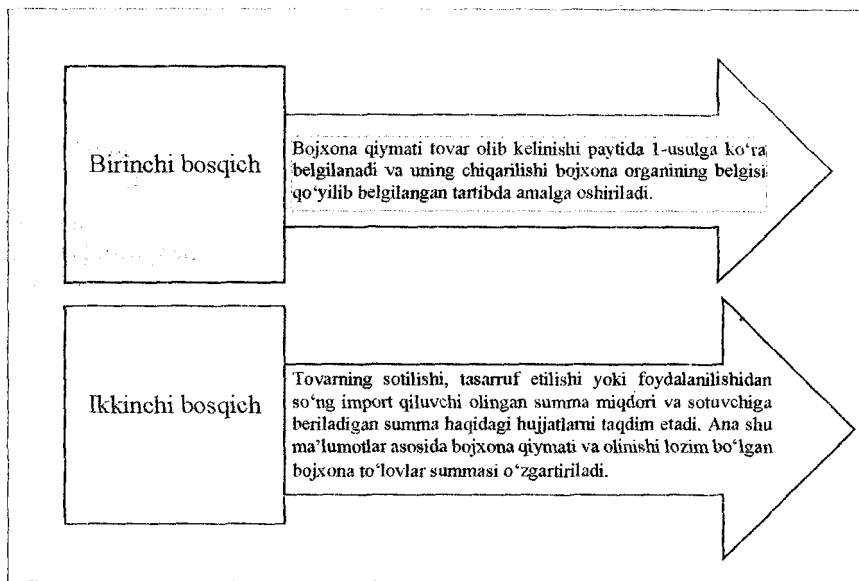 Birinchi bosqich
Bojxona qiymati tovar olib kelinishi paytida 1-usulga ko‘ra
belgilanadi va uning chiqarilishi bojxona organining belgisi
qo‘yilib belgilangan tartibda amalga oshiriladi.
Ikkinchi bosqich
Tovarning sotilishi, tasarruf etilishi yoki foydalanilishidan
so‘ng import qiluvchi olingan summa miqdori va sotuvchiga
beriladigan summa haqidagi hujjatlarni taqdim etadi. Ana shu
ma’lumotlar asosida bojxona qiymati va olinishi lozim bo‘lgan
bojxona to‘lovlar summasi o‘zgartiriladi.